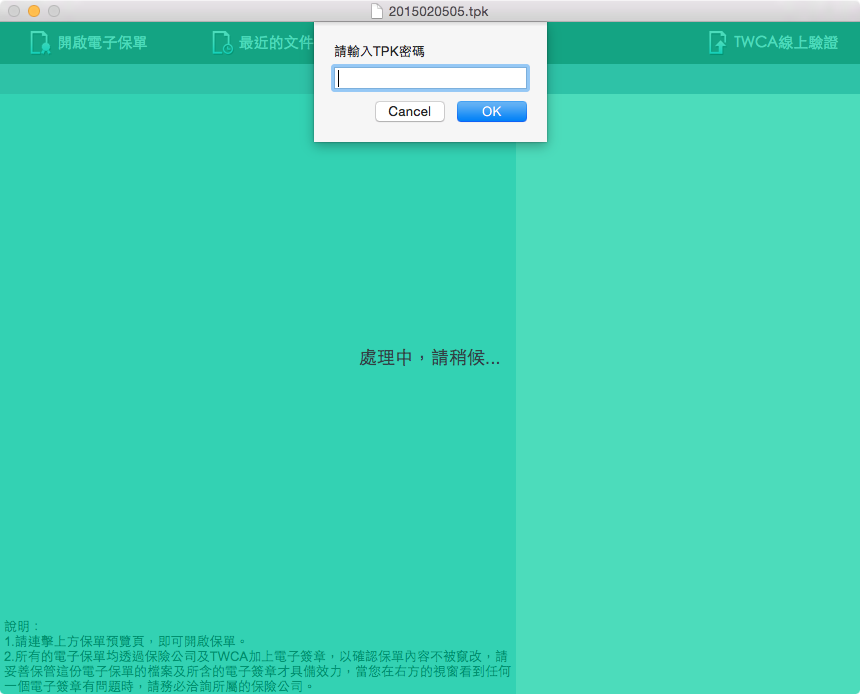 2015020505.tpk
開啟電子保單
最近的文件
TWCA線上驗證
請輸入TPK密碼
Cancel
OK
處理中，請稍候...
說明：
1.請連擊上方保單預覽頁，即可開啟保單。
2.所有的電子保單均透過保險公司及TWCA加上電子簽章，以確認保單內容不被竄改，請
妥善保管這份電子保單的檔案及所含的電子簽章才具備效力，當您在右方的視窗看到任何
一個電子簽章有問題時，請務必洽詢所屬的保險公司。